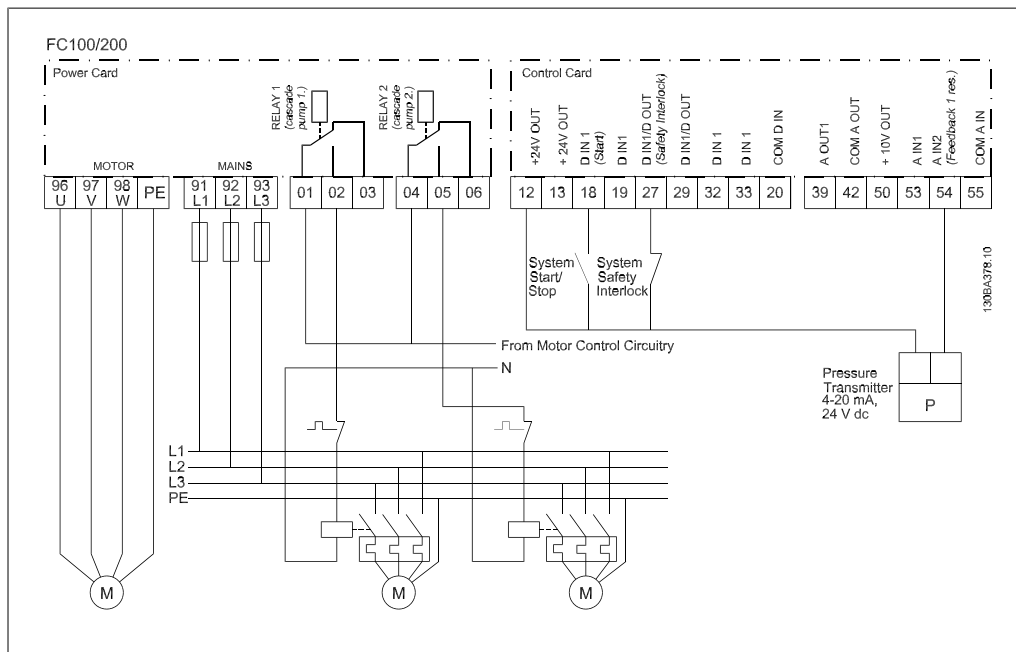 FC100/200
Power Card
Control Card
RELAY 1
(cascade
pump 1.)
RELAY 2
(cascade
pump 2.)
+24V OUT
+ 24V OUT
D IN 1
(Start)
D IN1
D IN1/D OUT
(Safety Interlock)
D IN1/D OUT
D IN 1
D IN 1
COM D IN
A OUT1
COM A OUT
+ 10V OUT
A IN1
A IN2
(Feedback 1 res.)
COM A IN
MOTOR
MAINS
96 97 98 PE
U V W
91 92 93
L1 L2 L3
01 02 03
04 05 06
12 13 18 19 27 29 32 33 20
39 42 50 53 54 55
System
Start/
Stop
System
Safety
Interlock
130BA378.10
From Motor Control Circuitry
N
Pressure
Transmitter
4-20 mA,
24 V dc
P
L1
L2
L3
PE
M
M
M